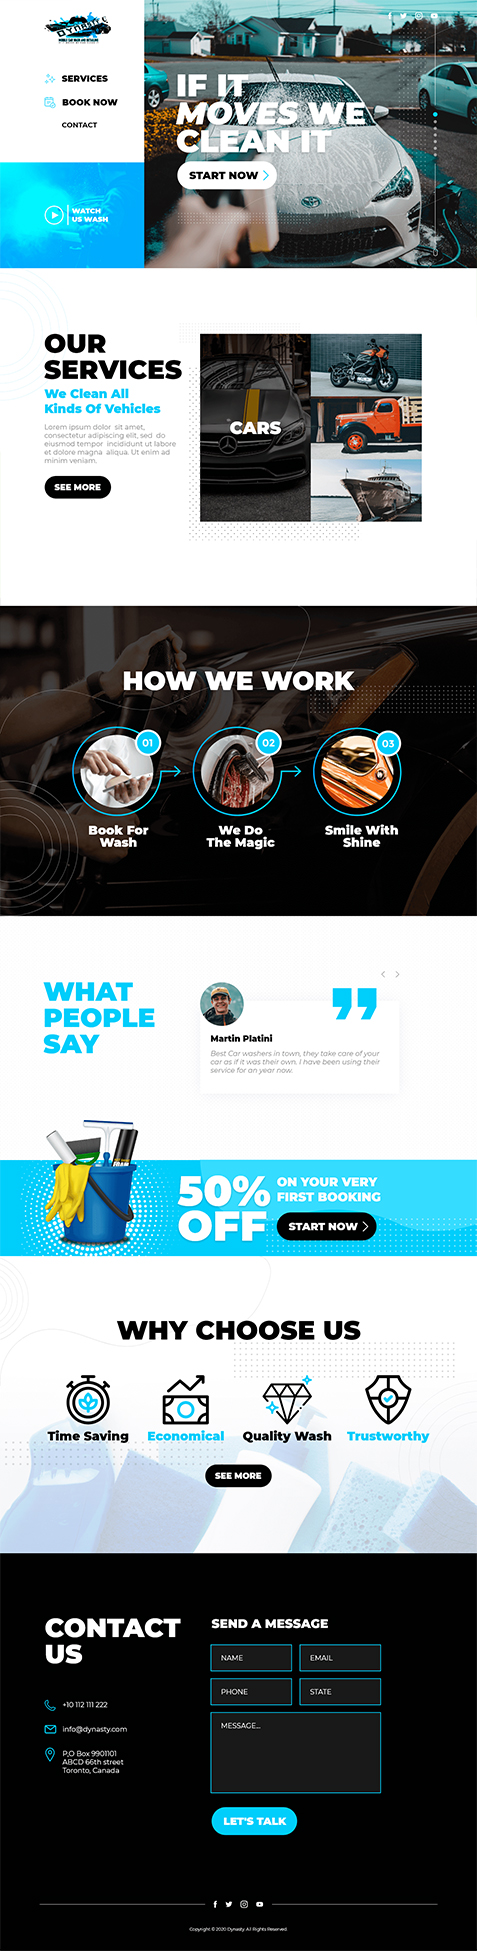 DYNASTY
MOBILE CAR WASH AND DETAILING
SERVICES
BOOK NOW
CONTACT
WATCH
US WASH
IF IT
MOVES WE
CLEAN IT
START NOW
OUR
SERVICES
We Clean All
Kinds Of Vehicles
Lorem ipsum dolor sit amet,
consectetur adipiscing elit, sed do
eiusmod tempor incididunt ut labore
et dolore magna aliqua. Ut enim ad
minim veniam.
SEE MORE
CARS
HOW WE WORK
01
02
03
Book For
Wash
We Do
The Magic
Smile With
Shine
WHAT
PEOPLE
SAY
Martin Platini
Best Car washers in town, they take care of your
car as if it was their own. I have been using their
service for an year now.
50%
OFF
ON YOUR VERY
FIRST BOOKING
START NOW
WHY CHOOSE US
Time Saving
Economical
Quality Wash
Trustworthy
SEE MORE
CONTACT
US
+10 112 111 222
info@dynasty.com
P,O Box 9901101
ABCD 66th street
Toronto, Canada
SEND A MESSAGE
NAME
EMAIL
PHONE
STATE
MESSAGE...
LET'S TALK
Copyright © 2020 Dynasty. All Rights Reserved.